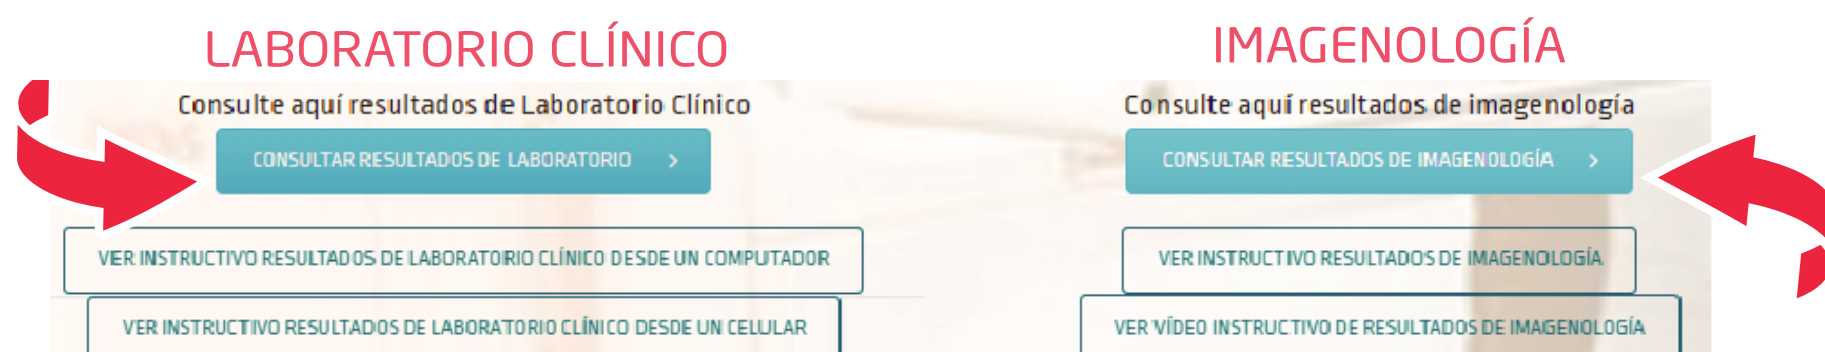 LABORATORIO CLÍNICO
Consulte aquí resultados de Laboratorio Clínico
CONSULTAR RESULTADOS DE LABORATORIO >
VER INSTRUCTIVO RESULTADOS DE LABORATORIO CLÍNICO DESDE UN COMPUTADOR
VER INSTRUCTIVO RESULTADOS DE LABORATORIO CLÍNICO DESDE UN CELULAR
IMAGENOLOGÍA
Consulte aquí resultados de imagenología
CONSULTAR RESULTADOS DE IMAGENOLOGÍA >
VER INSTRUCTIVO RESULTADOS DE IMAGENOLOGÍA
VER VÍDEO INSTRUCTIVO DE RESULTADOS DE IMAGENOLOGÍA